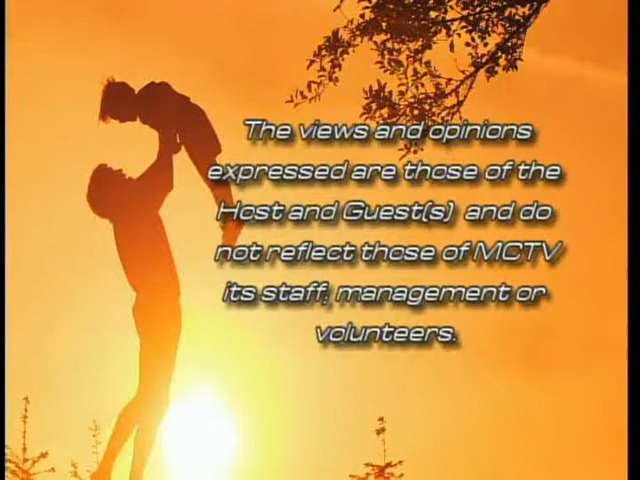 The views and opinions
expressed are those of the
Host and Guest(s) and do
not reflect those of MCTV
its staff, management or
volunteers.